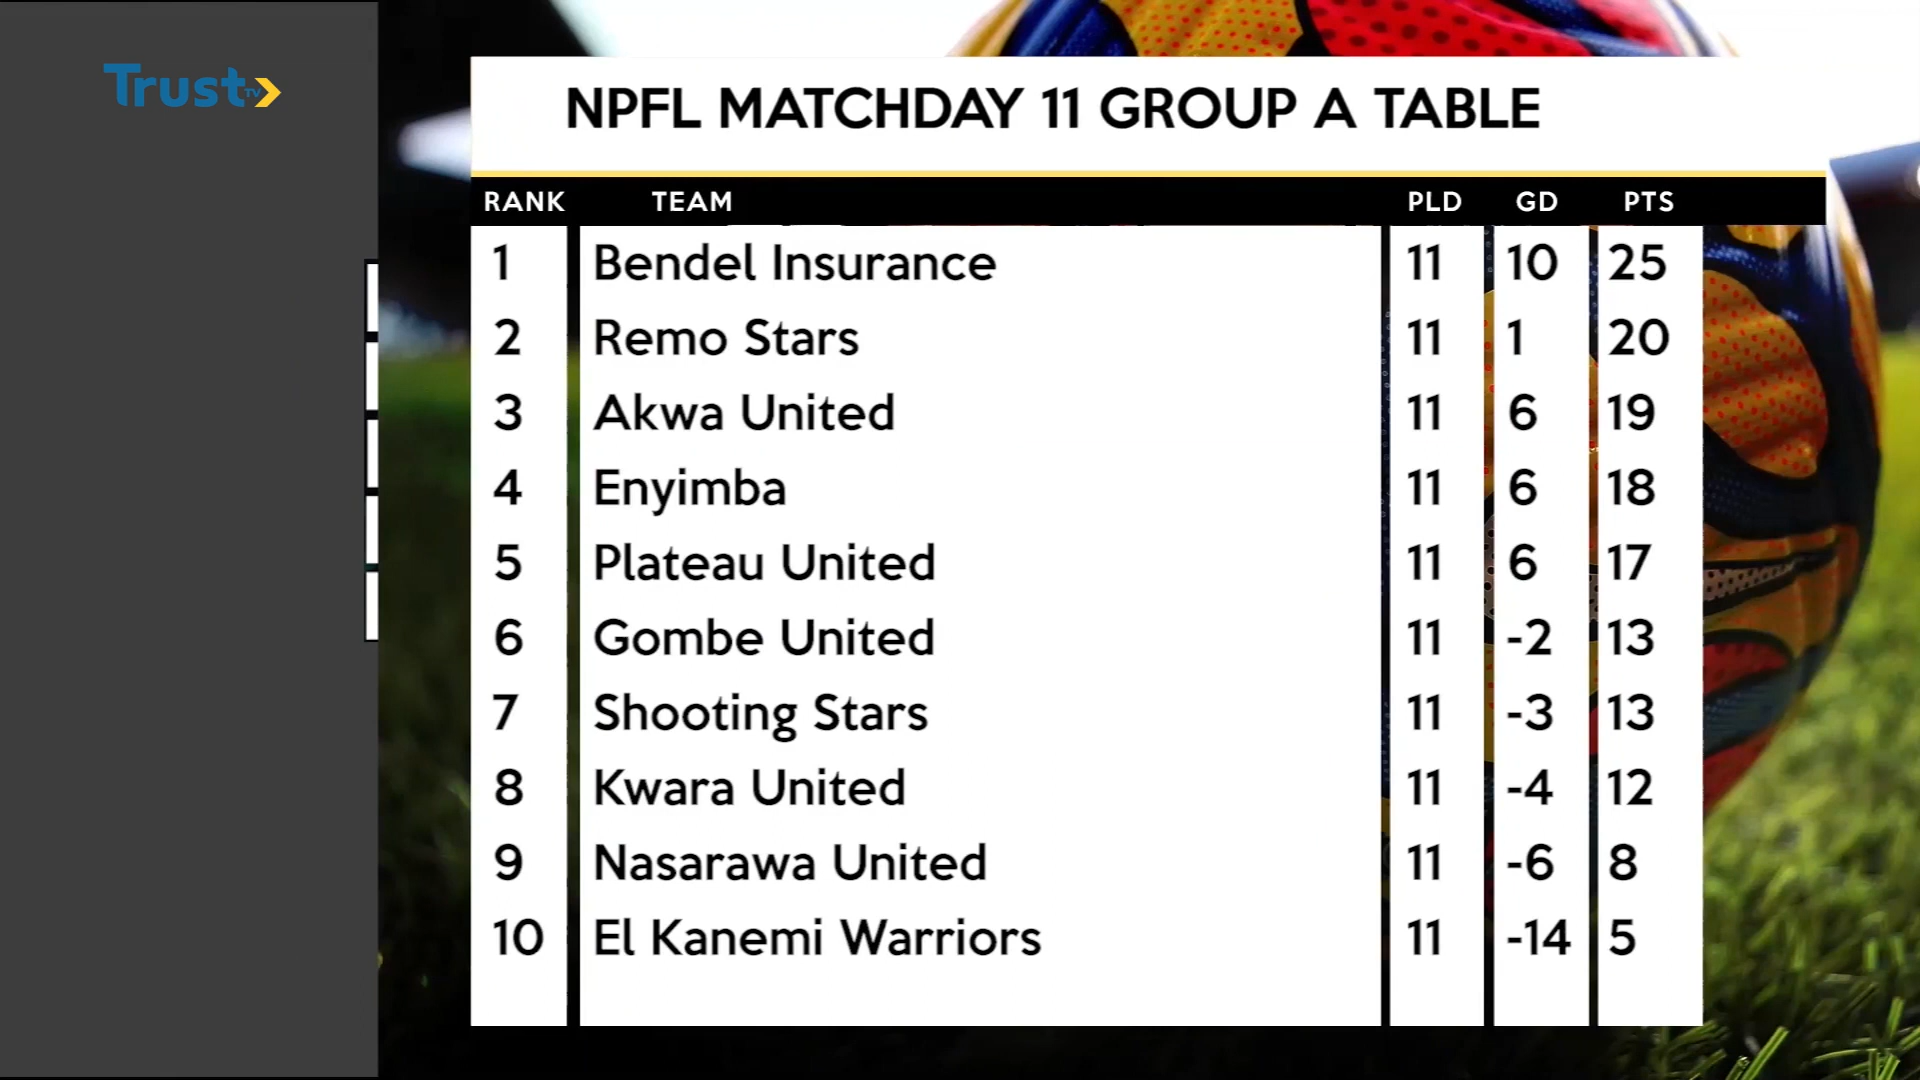 Trust TV
NPFL MATCHDAY 11 GROUP A TABLE
RANK TEAM PLD GD PTS
1 Bendel Insurance 11 10 25
2 Remo Stars 11 1 20
3 Akwa United 11 6 19
4 Enyimba 11 6 18
5 Plateau United 11 6 17
6 Gombe United 11 -2 13
7 Shooting Stars 11 -3 13
8 Kwara United 11 -4 12
9 Nasarawa United 11 -6 8
10 El Kanemi Warriors 11 -14 5